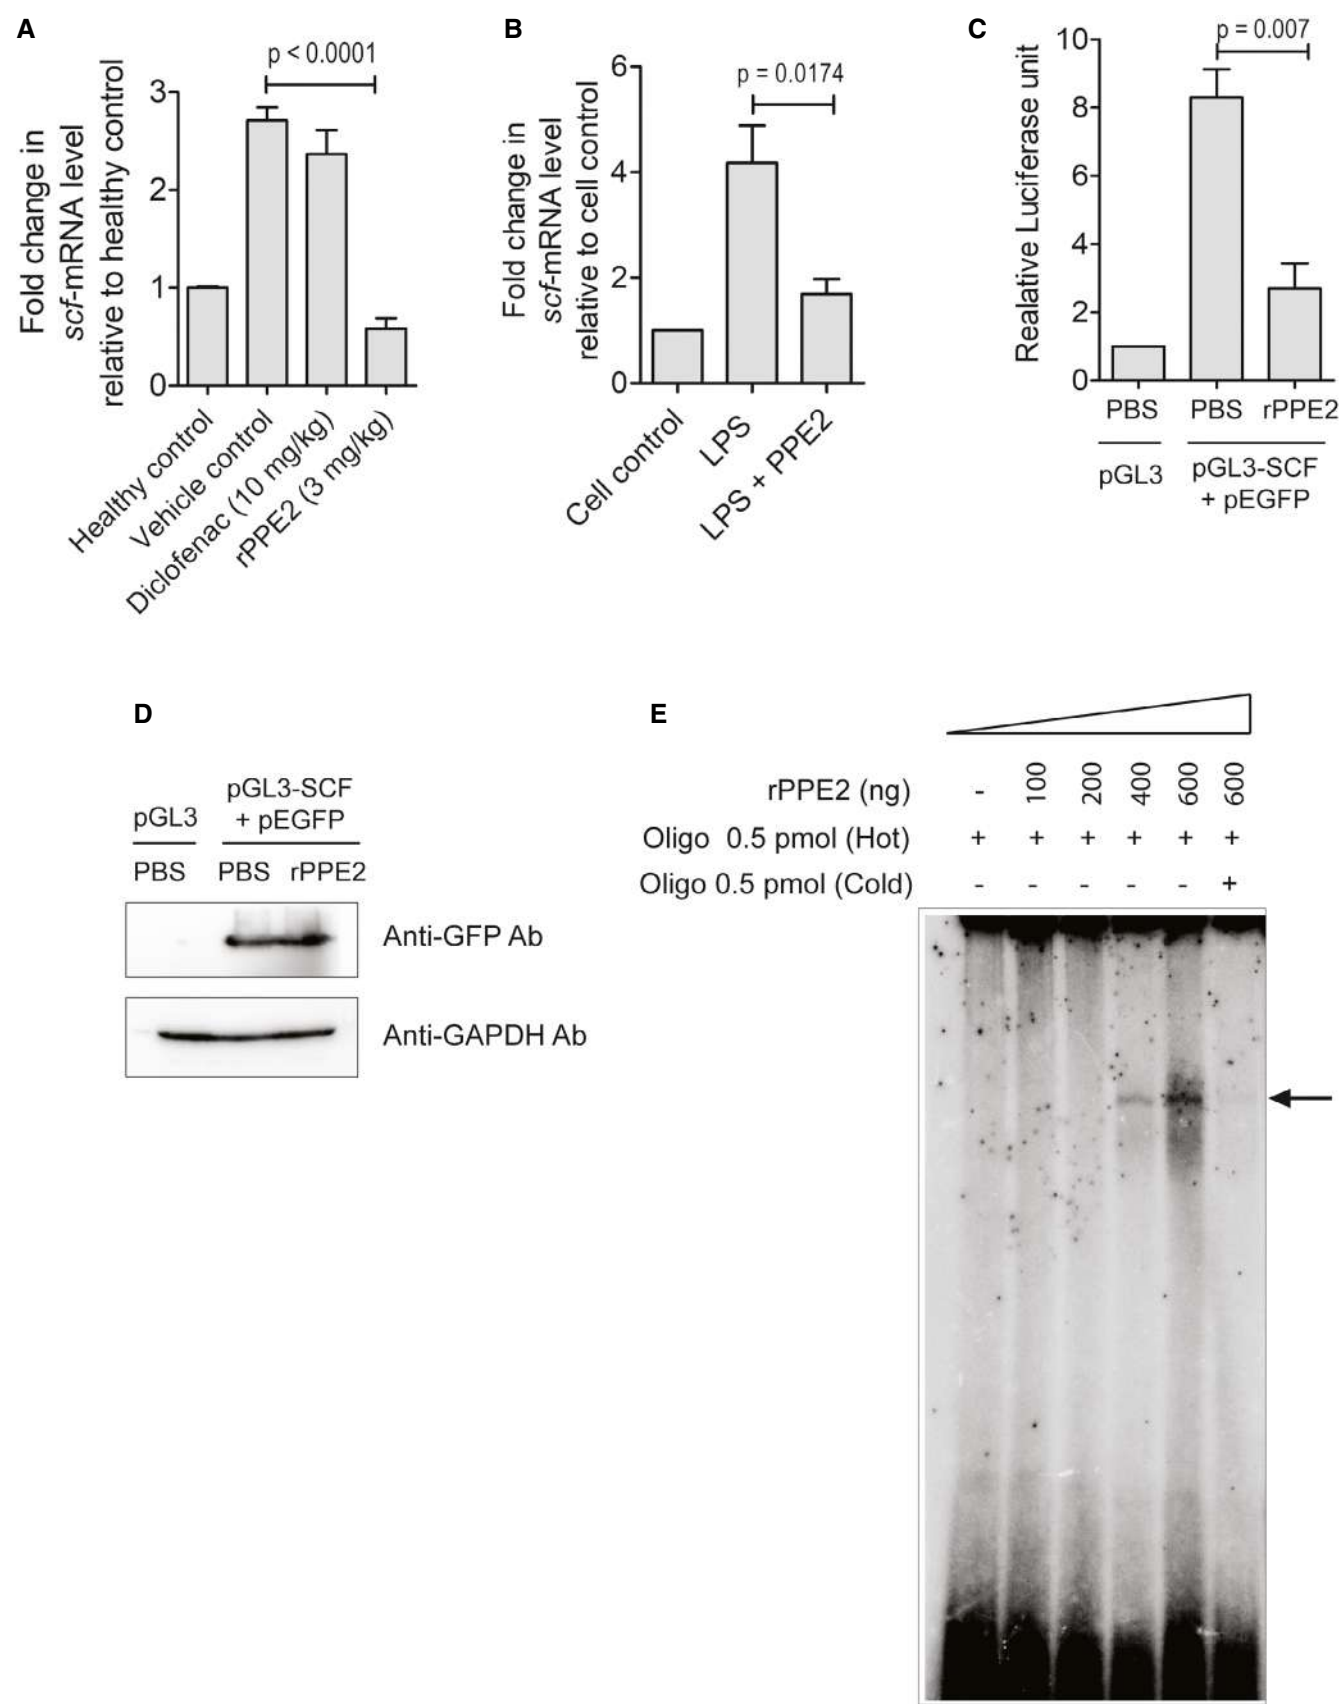 A
p < 0.0001
Fold change in
scf-mRNA level
relative to healthy control
3
2
1
0
Healthy control
Vehicle control
Diclofenac (10 mg/kg)
rPPE2 (3 mg/kg)
B
p = 0.0174
Fold change in
scf-mRNA level
relative to cell control
6
4
2
0
Cell control
LPS
LPS + PPE2
C
p = 0.007
Realative Luciferase unit
10
8
6
4
2
0
PBS PBS rPPE2
pGL3 pGL3-SCF
+ pEGFP
D
pGL3 pGL3-SCF
+ pEGFP
PBS PBS rPPE2
Anti-GFP Ab
Anti-GAPDH Ab
E
rPPE2 (ng) - 100 200 400 600 600
Oligo 0.5 pmol (Hot) + + + + + +
Oligo 0.5 pmol (Cold) - - - - - +